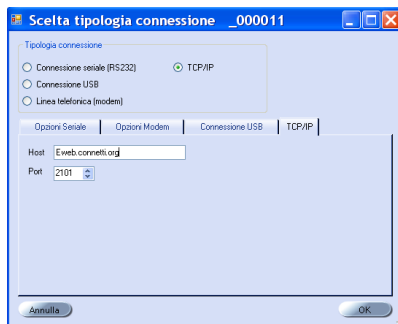 Scelta tipologia connessione _000011
Tipologia connessione
Connessione seriale (RS232) TCP/IP
Connessione USB
Linea telefonica (modem)
Opzioni Seriale Opzioni Modem Connessione USB TCP/IP
Host Eweb.connetti.org
Port 2101
Annulla OK